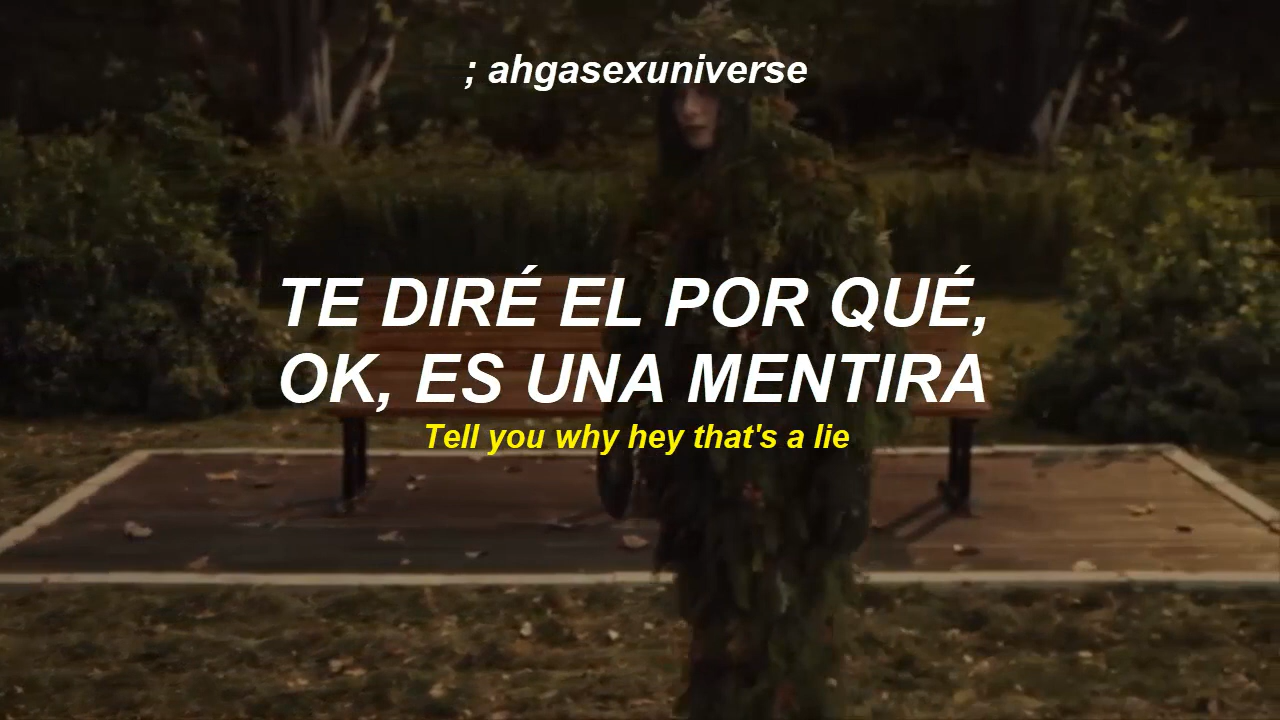 ; ahgasexuniverse
TE DIRÉ EL POR QUÉ,
OK, ES UNA MENTIRA
Tell you why hey that's a lie